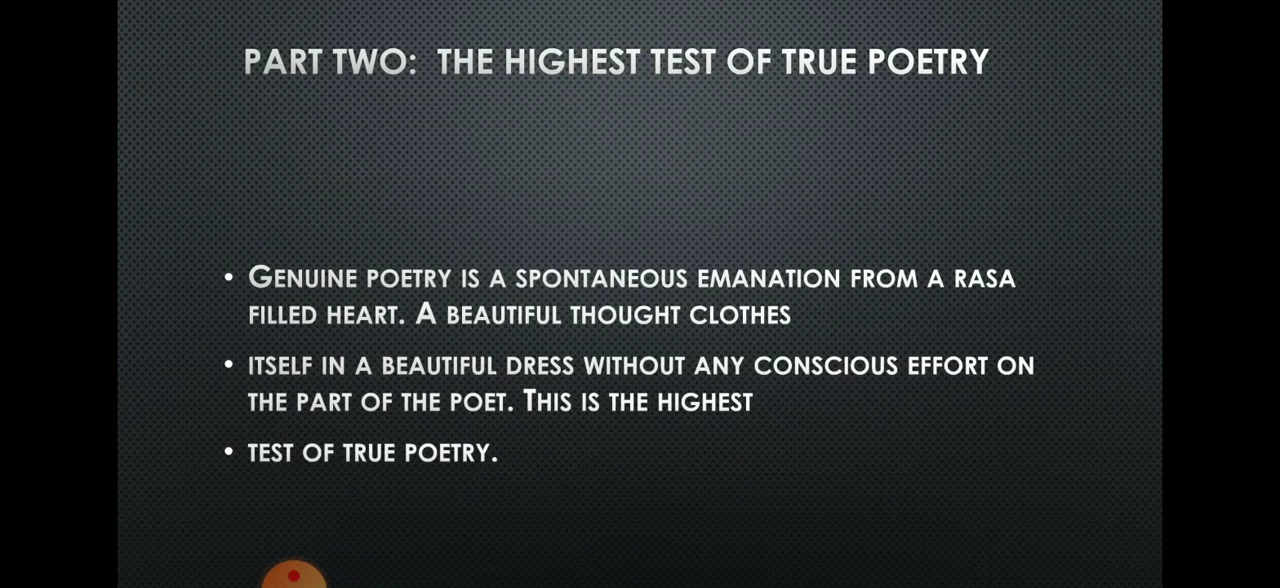 PART TWO:  THE HIGHEST TEST OF TRUE POETRY
• GENUINE POETRY IS A SPONTANEOUS EMANATION FROM A RASA
FILLED HEART. A BEAUTIFUL THOUGHT CLOTHES
• ITSELF IN A BEAUTIFUL DRESS WITHOUT ANY CONSCIOUS EFFORT ON
THE PART OF THE POET. THIS IS THE HIGHEST
• TEST OF TRUE POETRY.